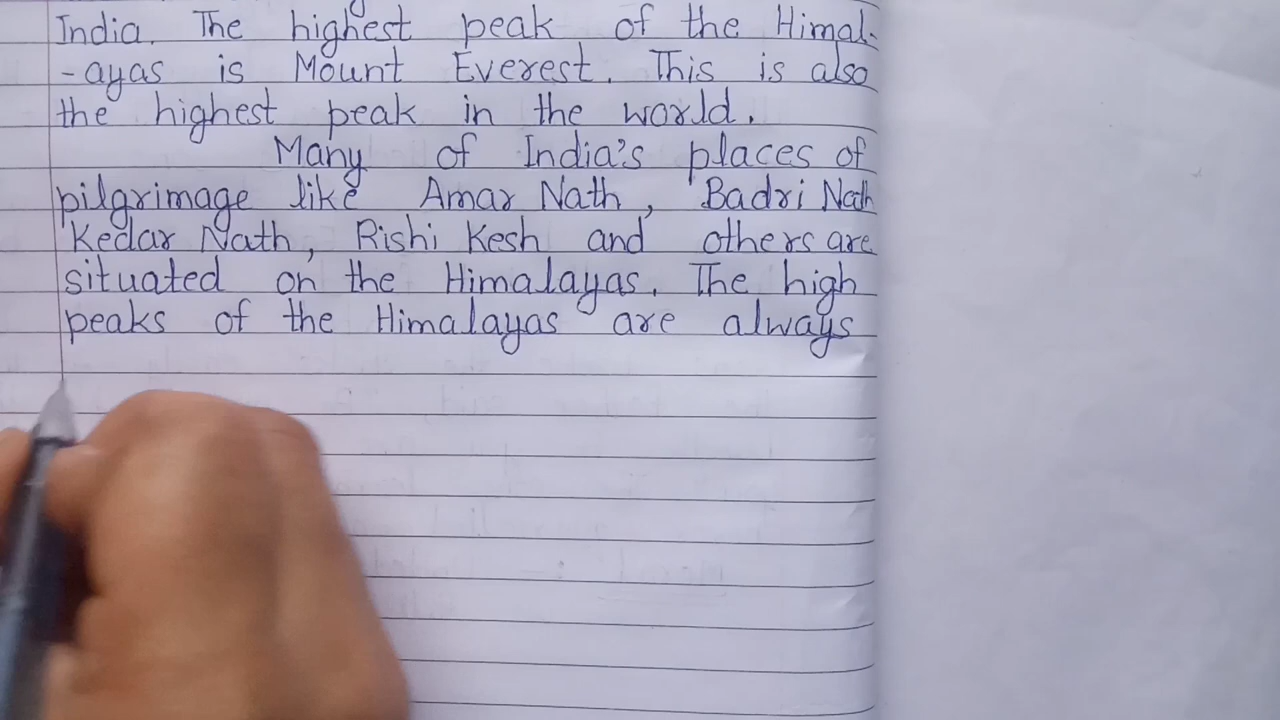 India. The highest peak of the Himal-
-ayas is Mount Everest. This is also
the highest peak in the world.
Many of India's places of
pilgrimage like Amar Nath, Badri Nath
Kedar Nath, Rishi Kesh and others are
situated on the Himalayas. The high
peaks of the Himalayas are always